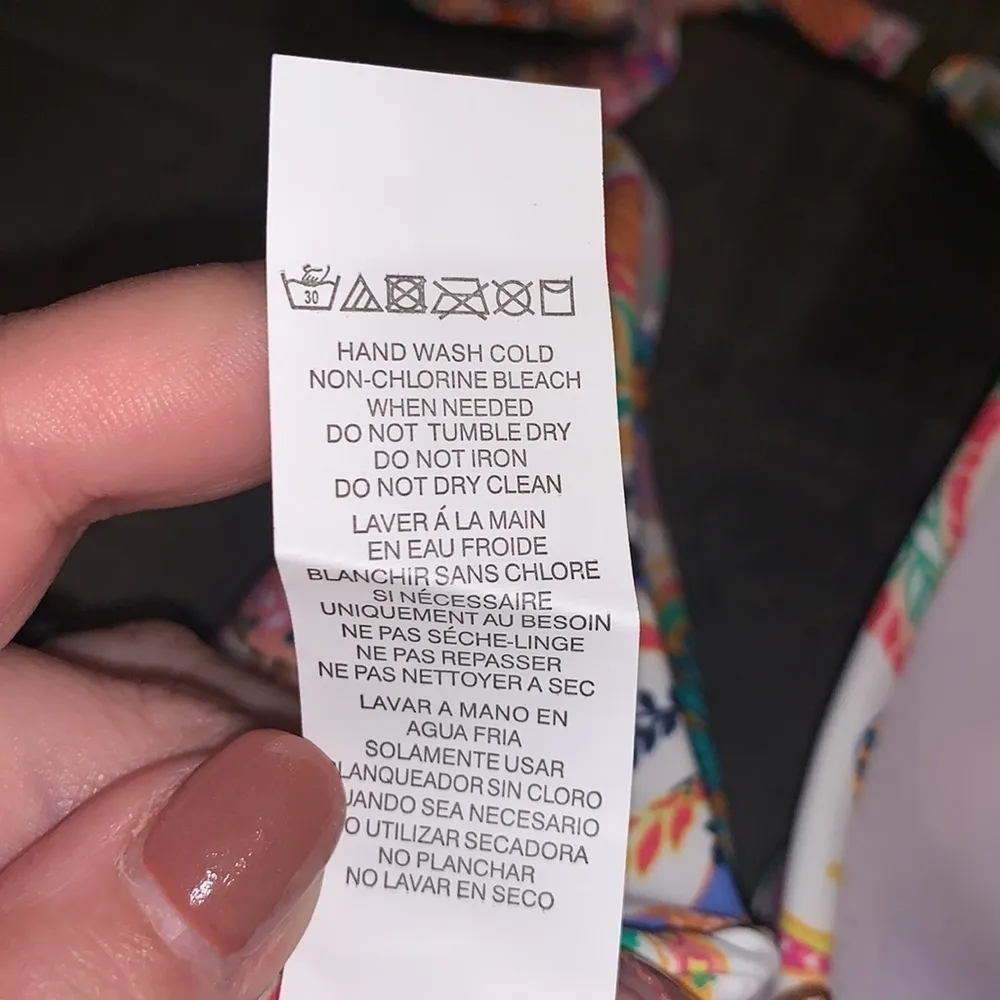 30
HAND WASH COLD
NON-CHLORINE BLEACH
WHEN NEEDED
DO NOT TUMBLE DRY
DO NOT IRON
DO NOT DRY CLEAN
LAVER Á LA MAIN
EN EAU FROIDE
BLANCHIR SANS CHLORE
SI NÉCESSAIRE
UNIQUEMENT AU BESOIN
NE PAS SÉCHE-LINGE
NE PAS REPASSER
NE PAS NETTOYER A SEC
LAVAR A MANO EN
AGUA FRIA
SOLAMENTE USAR
LANQUEADOR SIN CLORO
UANDO SEA NECESARIO
O UTILIZAR SECADORA
NO PLANCHAR
NO LAVAR EN SECO